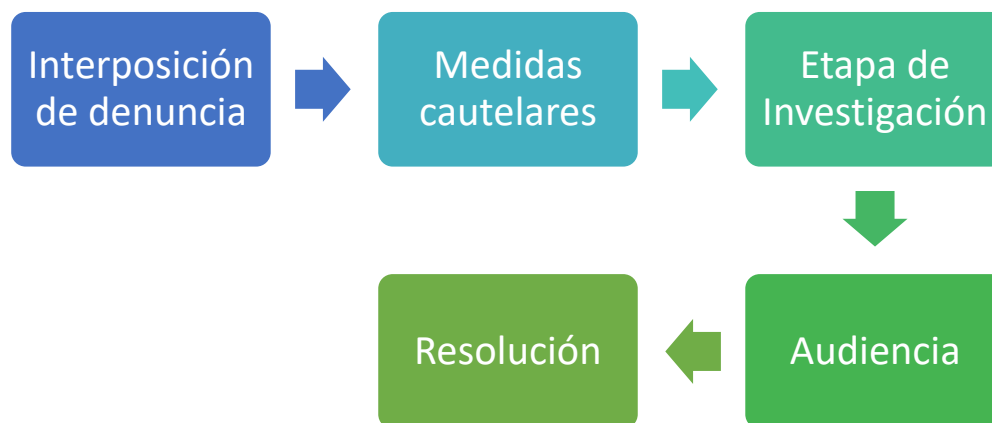 Interposición
de denuncia
Medidas
cautelares
Etapa de
Investigación
Audiencia
Resolución